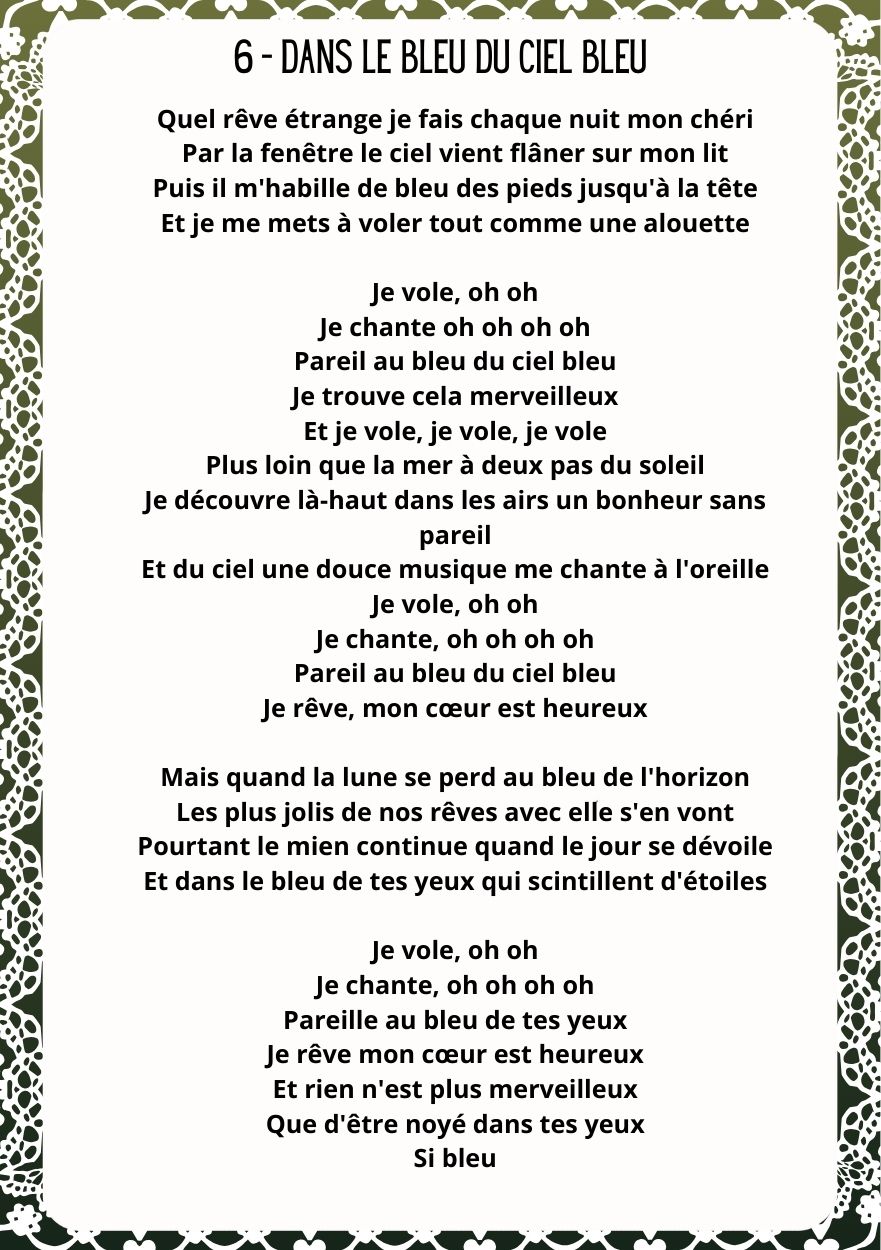 6 - DANS LE BLEU DU CIEL BLEU
Quel rêve étrange je fais chaque nuit mon chéri
Par la fenêtre le ciel vient flâner sur mon lit
Puis il m'habille de bleu des pieds jusqu'à la tête
Et je me mets à voler tout comme une alouette
Je vole, oh oh
Je chante oh oh oh oh
Pareil au bleu du ciel bleu
Je trouve cela merveilleux
Et je vole, je vole, je vole
Plus loin que la mer à deux pas du soleil
Je découvre là-haut dans les airs un bonheur sans
pareil
Et du ciel une douce musique me chante à l'oreille
Je vole, oh oh
Je chante, oh oh oh oh
Pareil au bleu du ciel bleu
Je rêve, mon cœur est heureux
Mais quand la lune se perd au bleu de l'horizon
Les plus jolis de nos rêves avec elle s'en vont
Pourtant le mien continue quand le jour se dévoile
Et dans le bleu de tes yeux qui scintillent d'étoiles
Je vole, oh oh
Je chante, oh oh oh oh
Pareille au bleu de tes yeux
Je rêve mon cœur est heureux
Et rien n'est plus merveilleux
Que d'être noyé dans tes yeux
Si bleu